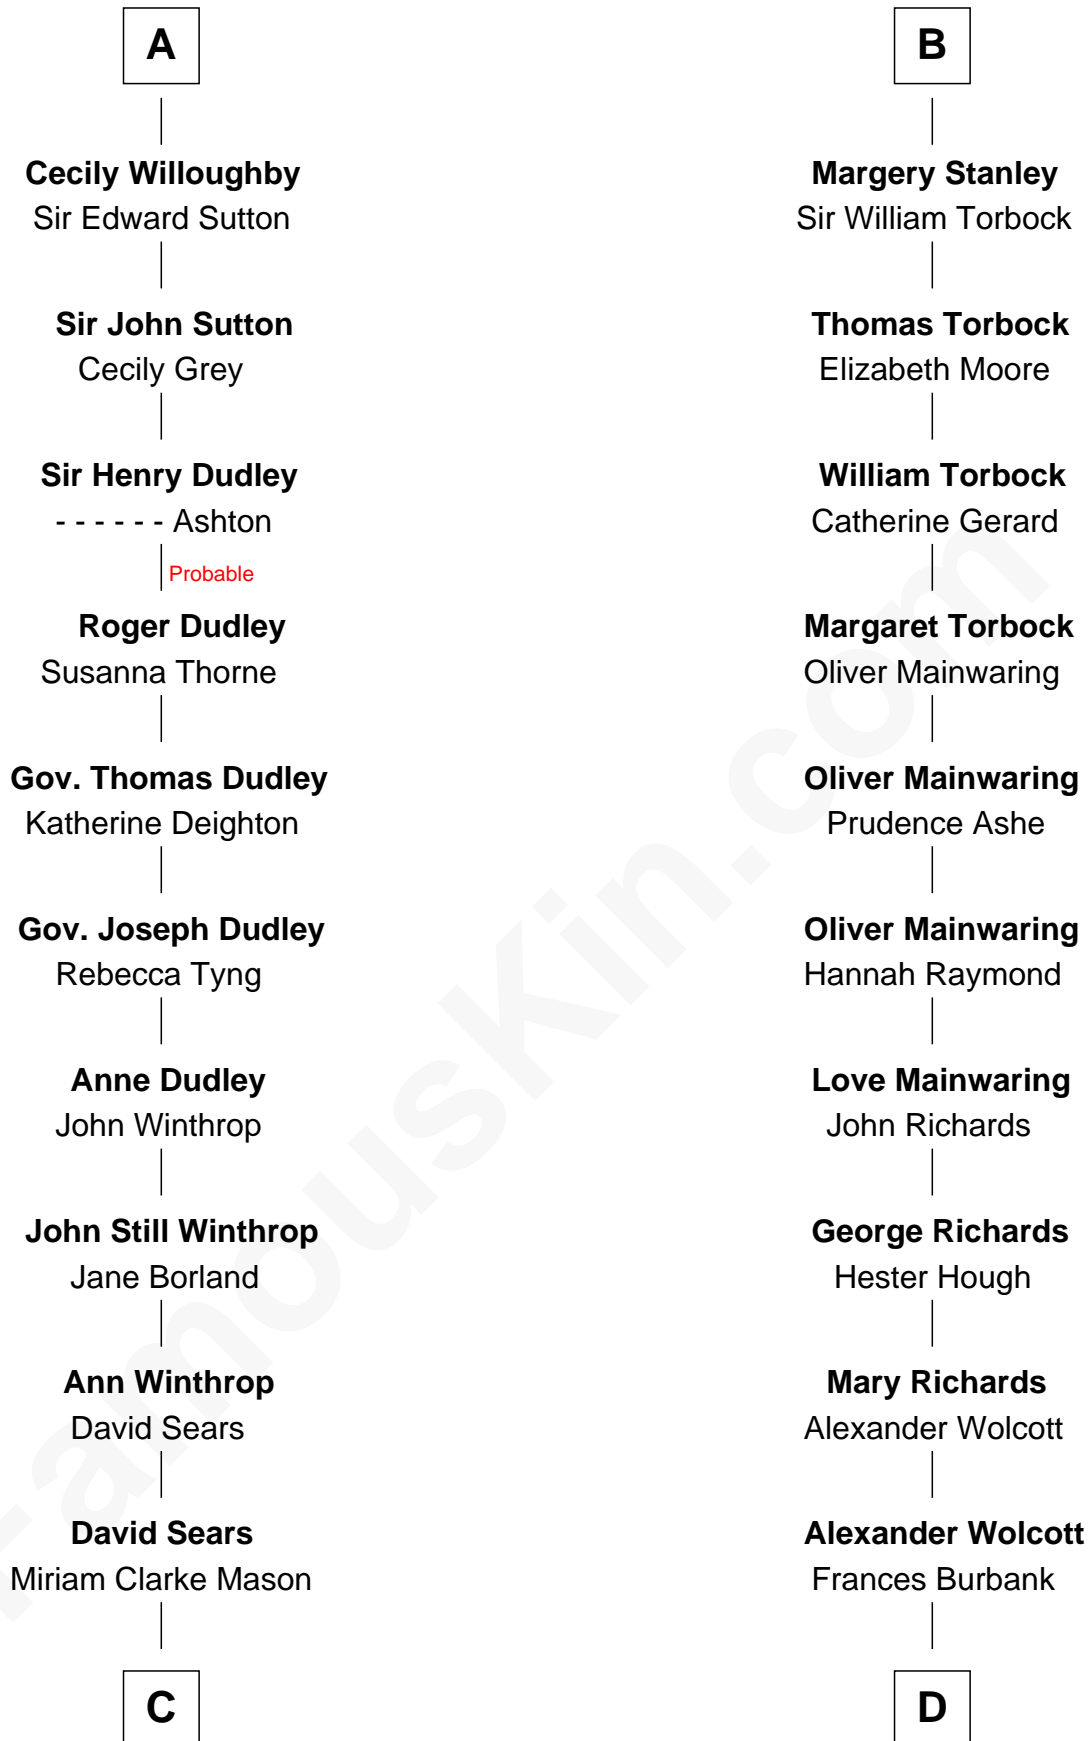 A
Cecily Willoughby
Sir Edward Sutton
Sir John Sutton
Cecily Grey
Sir Henry Dudley
- - - - - - Ashton
Probable
Roger Dudley
Susanna Thorne
Gov. Thomas Dudley
Katherine Deighton
Gov. Joseph Dudley
Rebecca Tyng
Anne Dudley
John Winthrop
John Still Winthrop
Jane Borland
Ann Winthrop
David Sears
David Sears
Miriam Clarke Mason
C
B
Margery Stanley
Sir William Torbock
Thomas Torbock
Elizabeth Moore
William Torbock
Catherine Gerard
Margaret Torbock
Oliver Mainwaring
Oliver Mainwaring
Prudence Ashe
Oliver Mainwaring
Hannah Raymond
Love Mainwaring
John Richards
George Richards
Hester Hough
Mary Richards
Alexander Wolcott
Alexander Wolcott
Frances Burbank
D
FamousKin.com